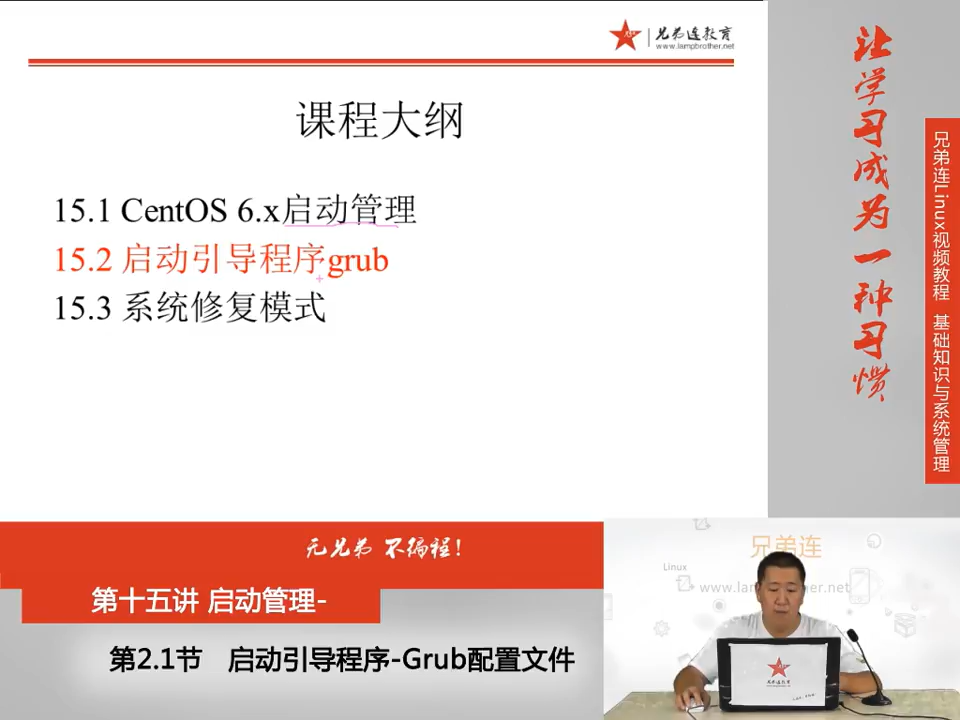 兄弟连教育
www.lampbrother.net
课程大纲
15.1 CentOS 6.x启动管理
15.2 启动引导程序grub
15.3 系统修复模式
让学习成为一种习惯
兄弟连Linux视频教程 基础知识与系统管理
无兄弟 不编程!
第十五讲 启动管理-
第2.1节 启动引导程序-Grub配置文件
兄弟连
Linux
兄弟连教育